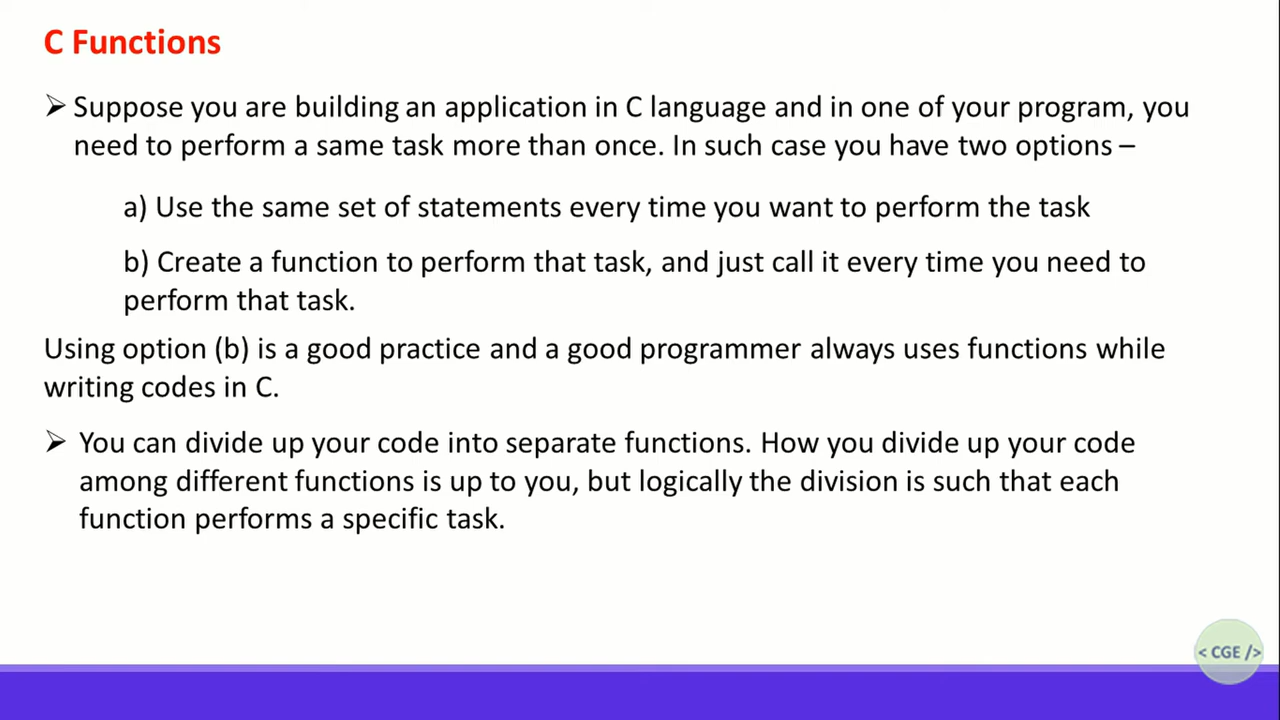 C Functions
➢ Suppose you are building an application in C language and in one of your program, you
need to perform a same task more than once. In such case you have two options –
a) Use the same set of statements every time you want to perform the task
b) Create a function to perform that task, and just call it every time you need to
perform that task.
Using option (b) is a good practice and a good programmer always uses functions while
writing codes in C.
➢ You can divide up your code into separate functions. How you divide up your code
among different functions is up to you, but logically the division is such that each
function performs a specific task.
< CGE />